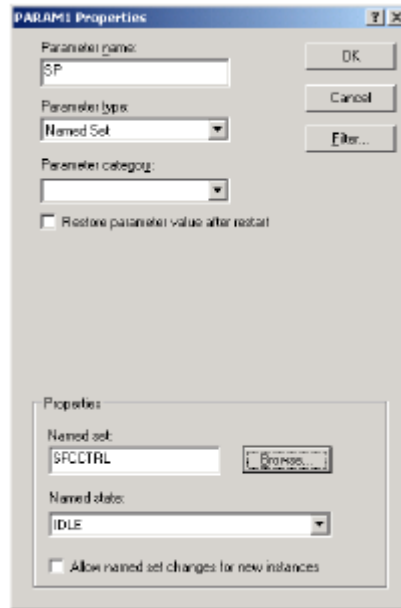 PARAM1 Properties
Parameter name:
SP
OK
Parameter type:
Named Set
Cancel
Filter...
Parameter category:
Restore parameter value after restart
Properties
Named set:
SFCCTRL
Browse...
Named state:
IDLE
Allow named set changes for new instances